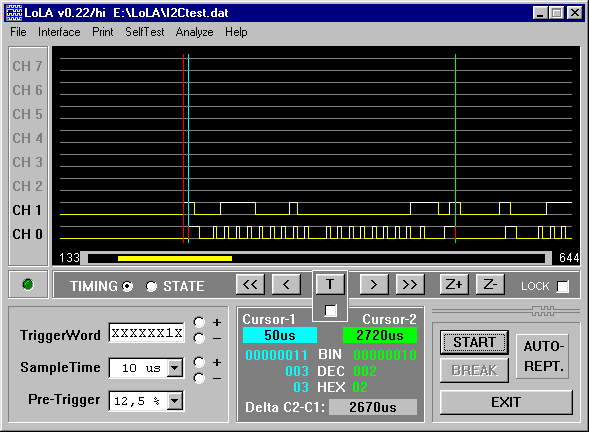 LoLA v0.22/hi E:\LoLA\I2Ctest.dat
File Interface Print SelfTest Analyze Help
CH 7
CH 6
CH 5
CH 4
CH 3
CH 2
CH 1
CH 0
133 644
TIMING STATE << < T > >> Z+ Z- LOCK
TriggerWord XXXXXX1X + −
SampleTime 10 us + −
Pre-Trigger 12,5 %
Cursor-1 Cursor-2
50us 2720us
00000011 BIN 00000010
003 DEC 002
03 HEX 02
Delta C2-C1: 2670us
START
BREAK
AUTO-
REPT.
EXIT